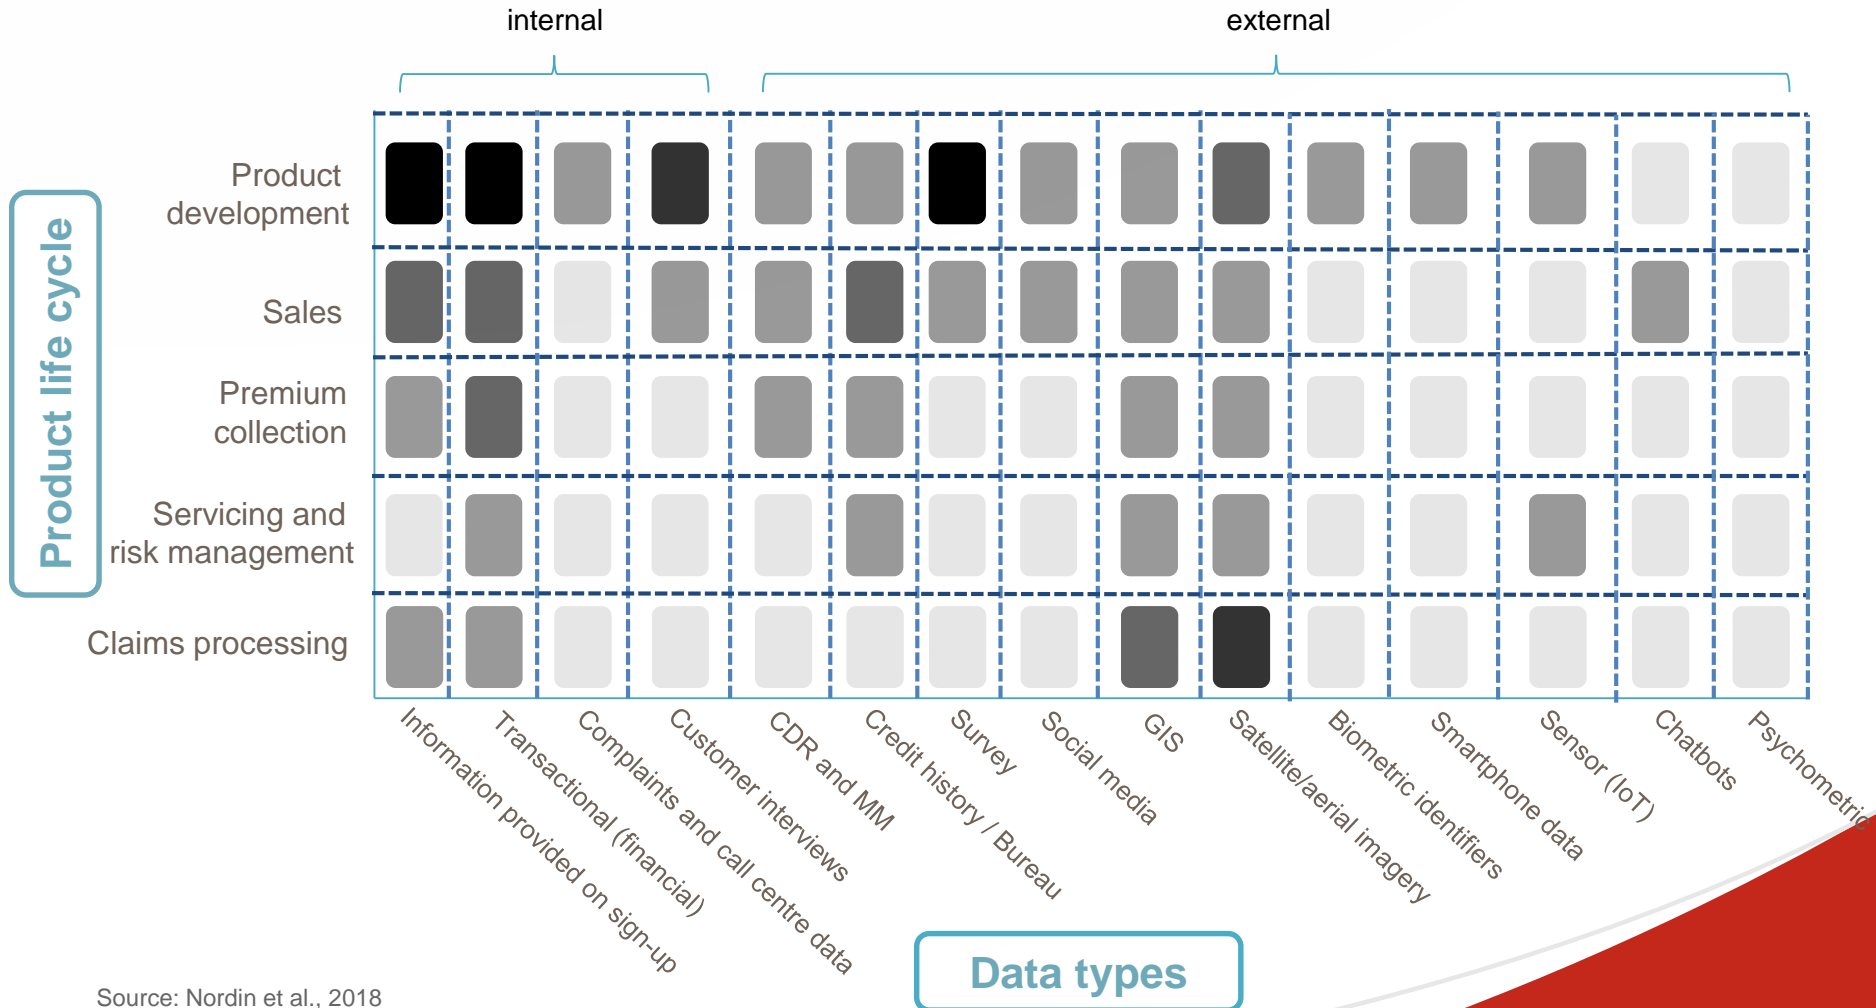 internal
external
Product life cycle
Product
development
Sales
Premium
collection
Servicing and
risk management
Claims processing
Information provided on sign-up
Transactional (financial)
Complaints and call centre data
Customer interviews
CDR and MM
Credit history / Bureau
Survey
Social media
GIS
Satellite/aerial imagery
Biometric identifiers
Smartphone data
Sensor (IoT)
Chatbots
Psychometric
Data types
Source: Nordin et al., 2018